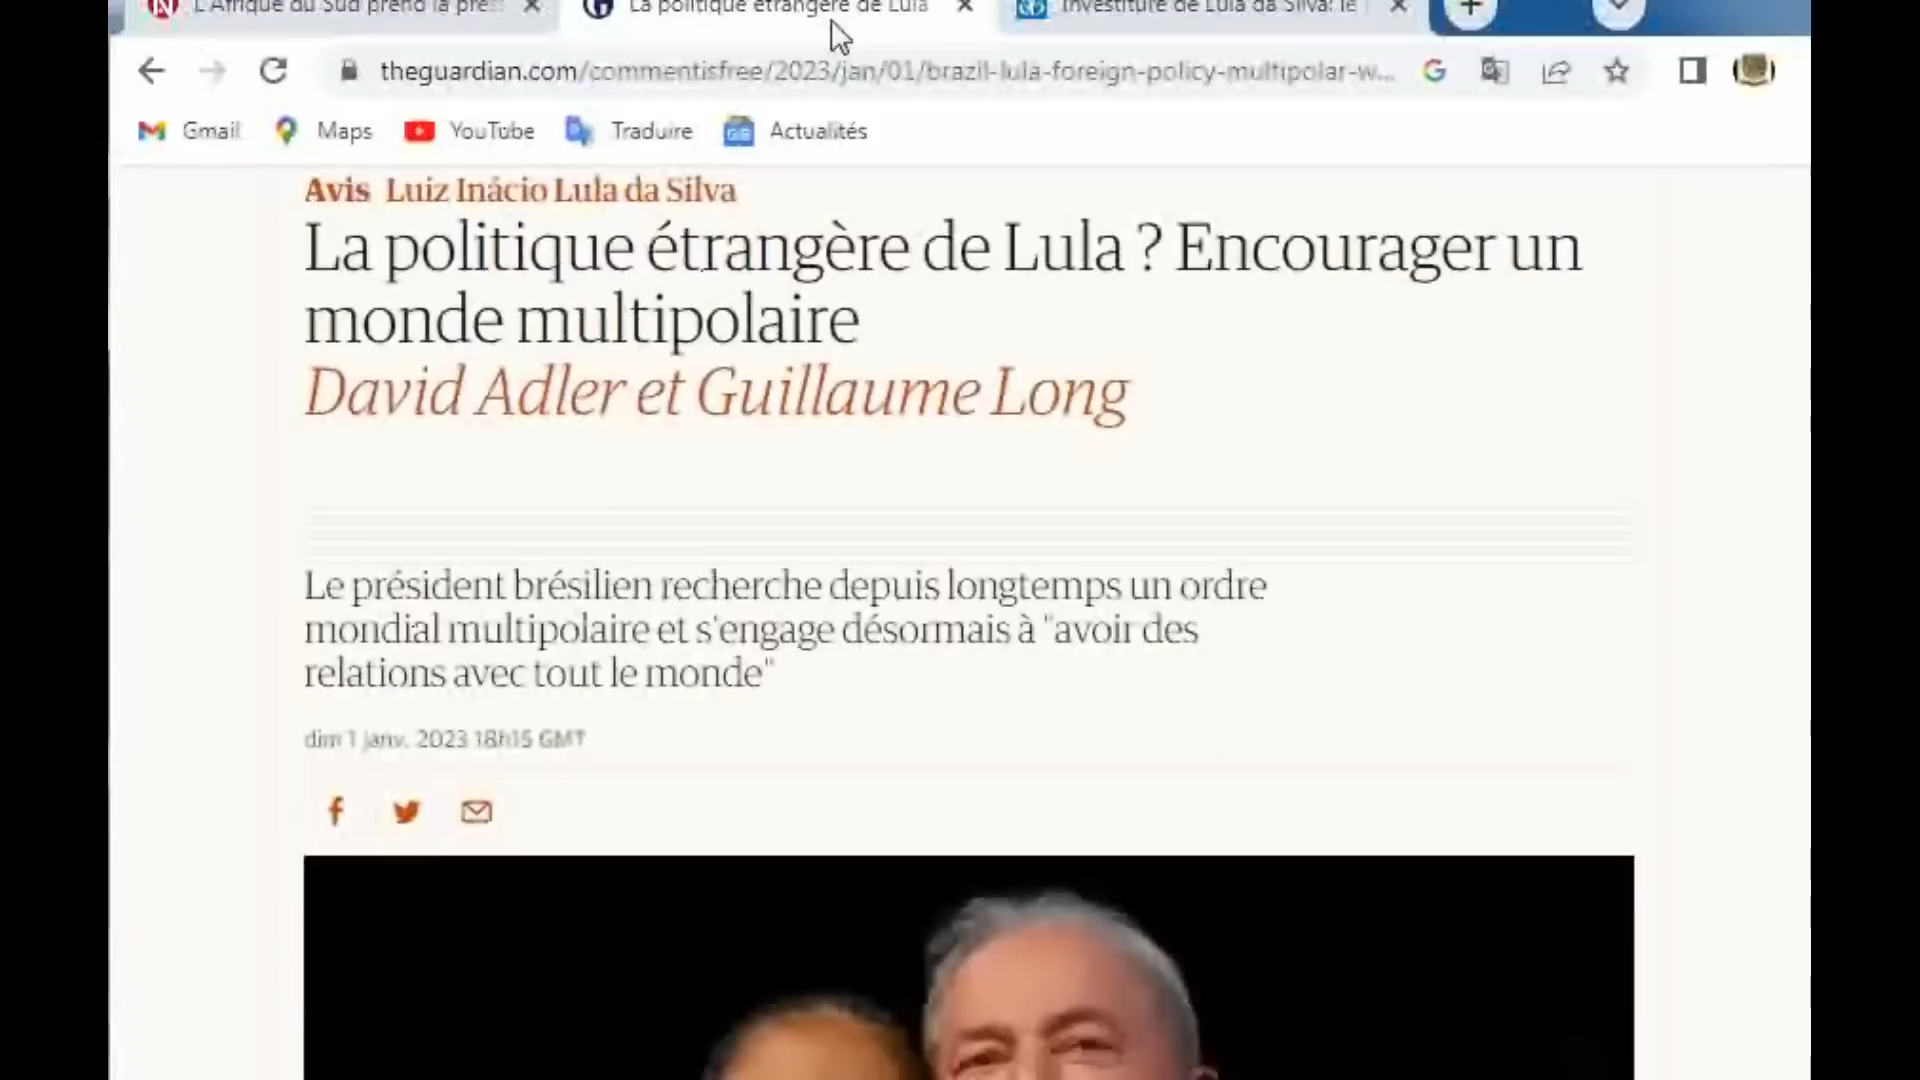 L'Afrique du Sud prend la prés
La politique étrangère de Lula
Investiture de Lula da Silva: le
theguardian.com/commentisfree/2023/jan/01/brazil-lula-foreign-policy-multipolar-w...
Gmail Maps YouTube Traduire Actualités
Avis Luiz Inácio Lula da Silva
La politique étrangère de Lula ? Encourager un
monde multipolaire
David Adler et Guillaume Long
Le président brésilien recherche depuis longtemps un ordre
mondial multipolaire et s'engage désormais à "avoir des
relations avec tout le monde"
dim 1 janv. 2023 18h15 GMT